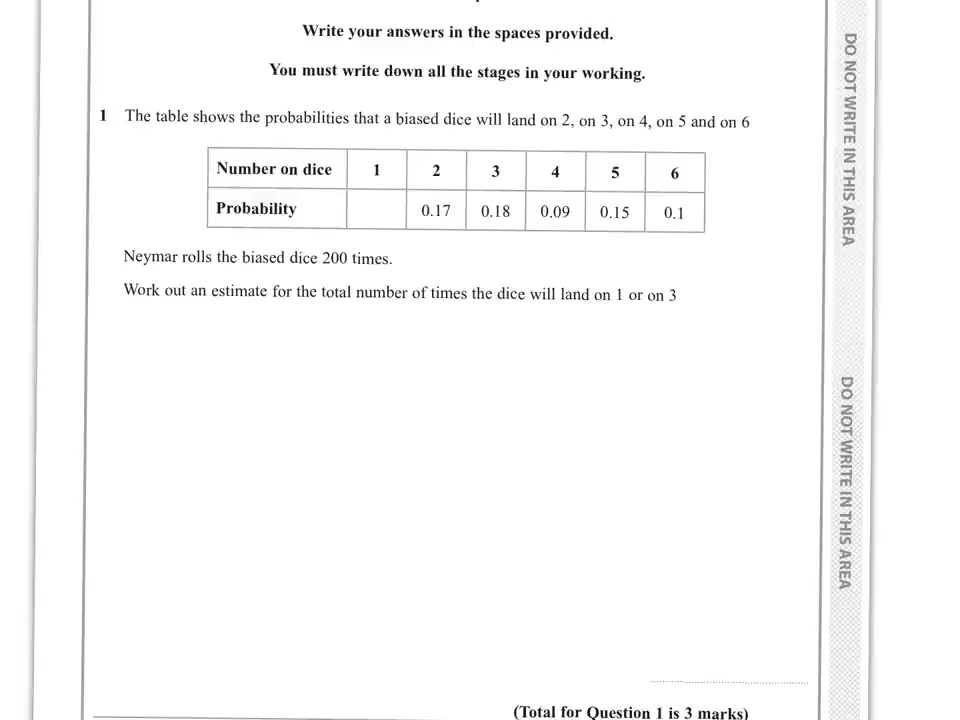 Write your answers in the spaces provided.
You must write down all the stages in your working.
1 The table shows the probabilities that a biased dice will land on 2, on 3, on 4, on 5 and on 6
Number on dice 1 2 3 4 5 6
Probability 0.17 0.18 0.09 0.15 0.1
Neymar rolls the biased dice 200 times.
Work out an estimate for the total number of times the dice will land on 1 or on 3
(Total for Question 1 is 3 marks)
DO NOT WRITE IN THIS AREA
DO NOT WRITE IN THIS AREA